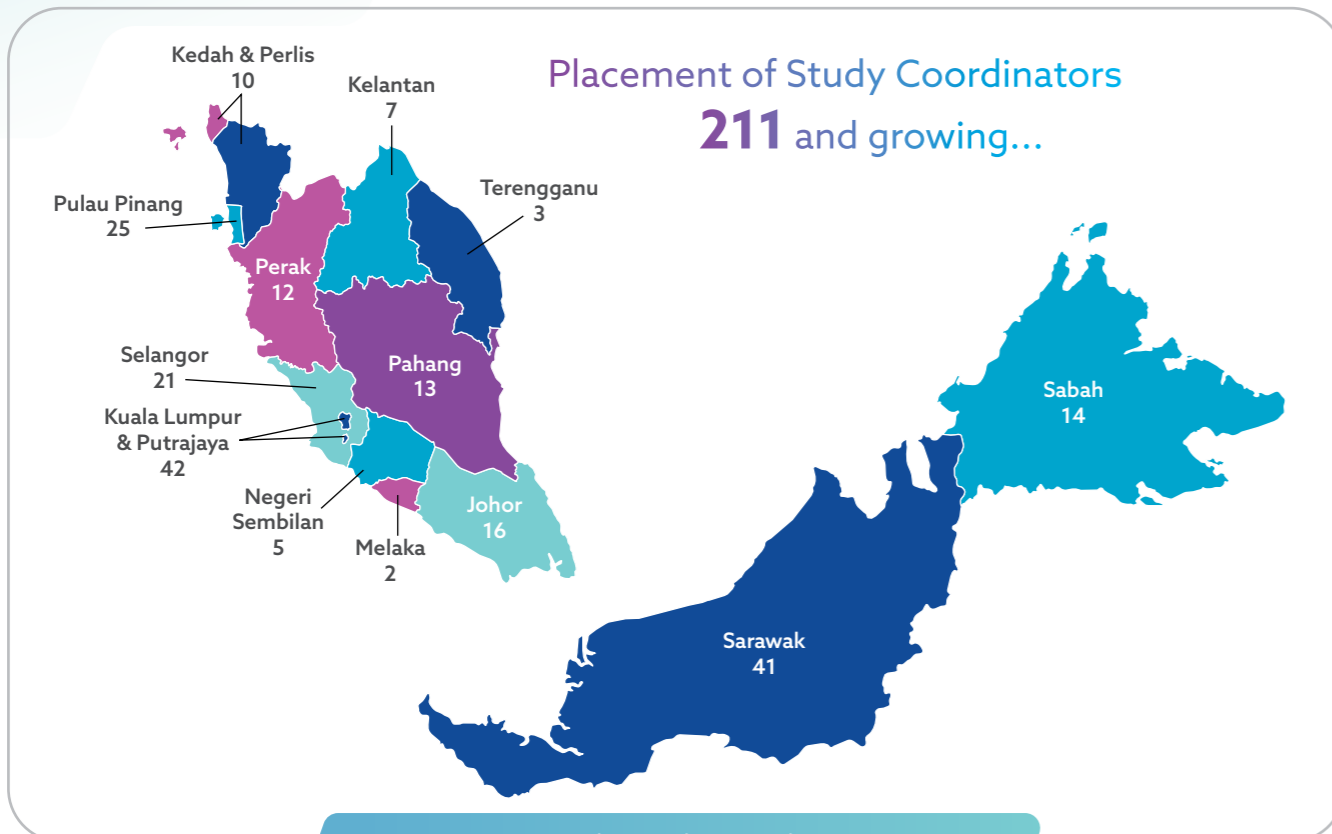 Placement of Study Coordinators
211 and growing...
Kedah & Perlis
10
Kelantan
7
Terengganu
3
Pulau Pinang
25
Perak
12
Selangor
21
Pahang
13
Kuala Lumpur
& Putrajaya
42
Negeri
Sembilan
5
Melaka
2
Johor
16
Sabah
14
Sarawak
41